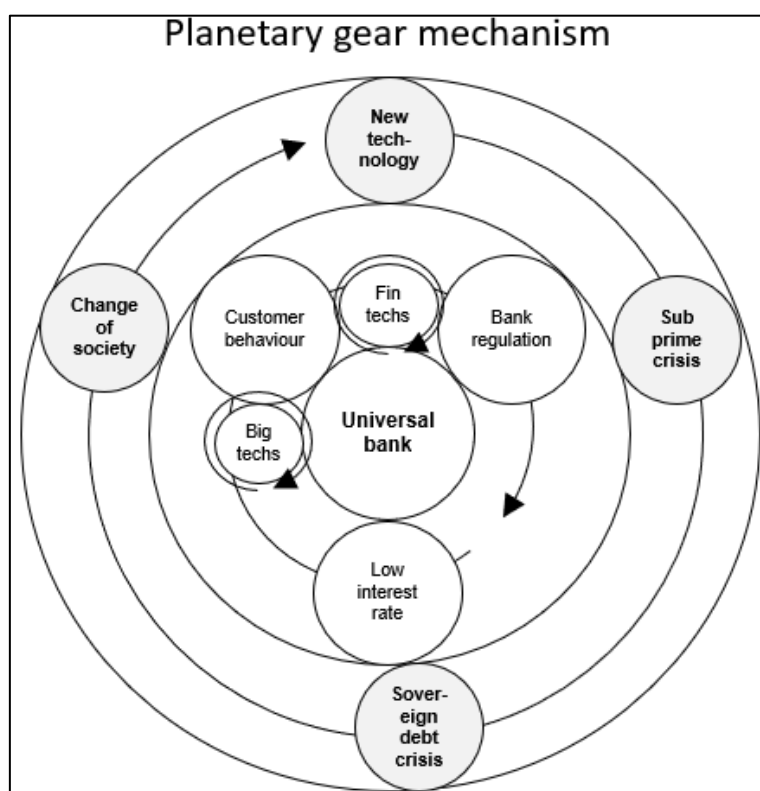 Planetary gear mechanism
New
tech-
nology
Change
of
society
Customer
behaviour
Fin
techs
Bank
regulation
Sub
prime
crisis
Big
techs
Universal
bank
Low
interest
rate
Sover-
eign
debt
crisis